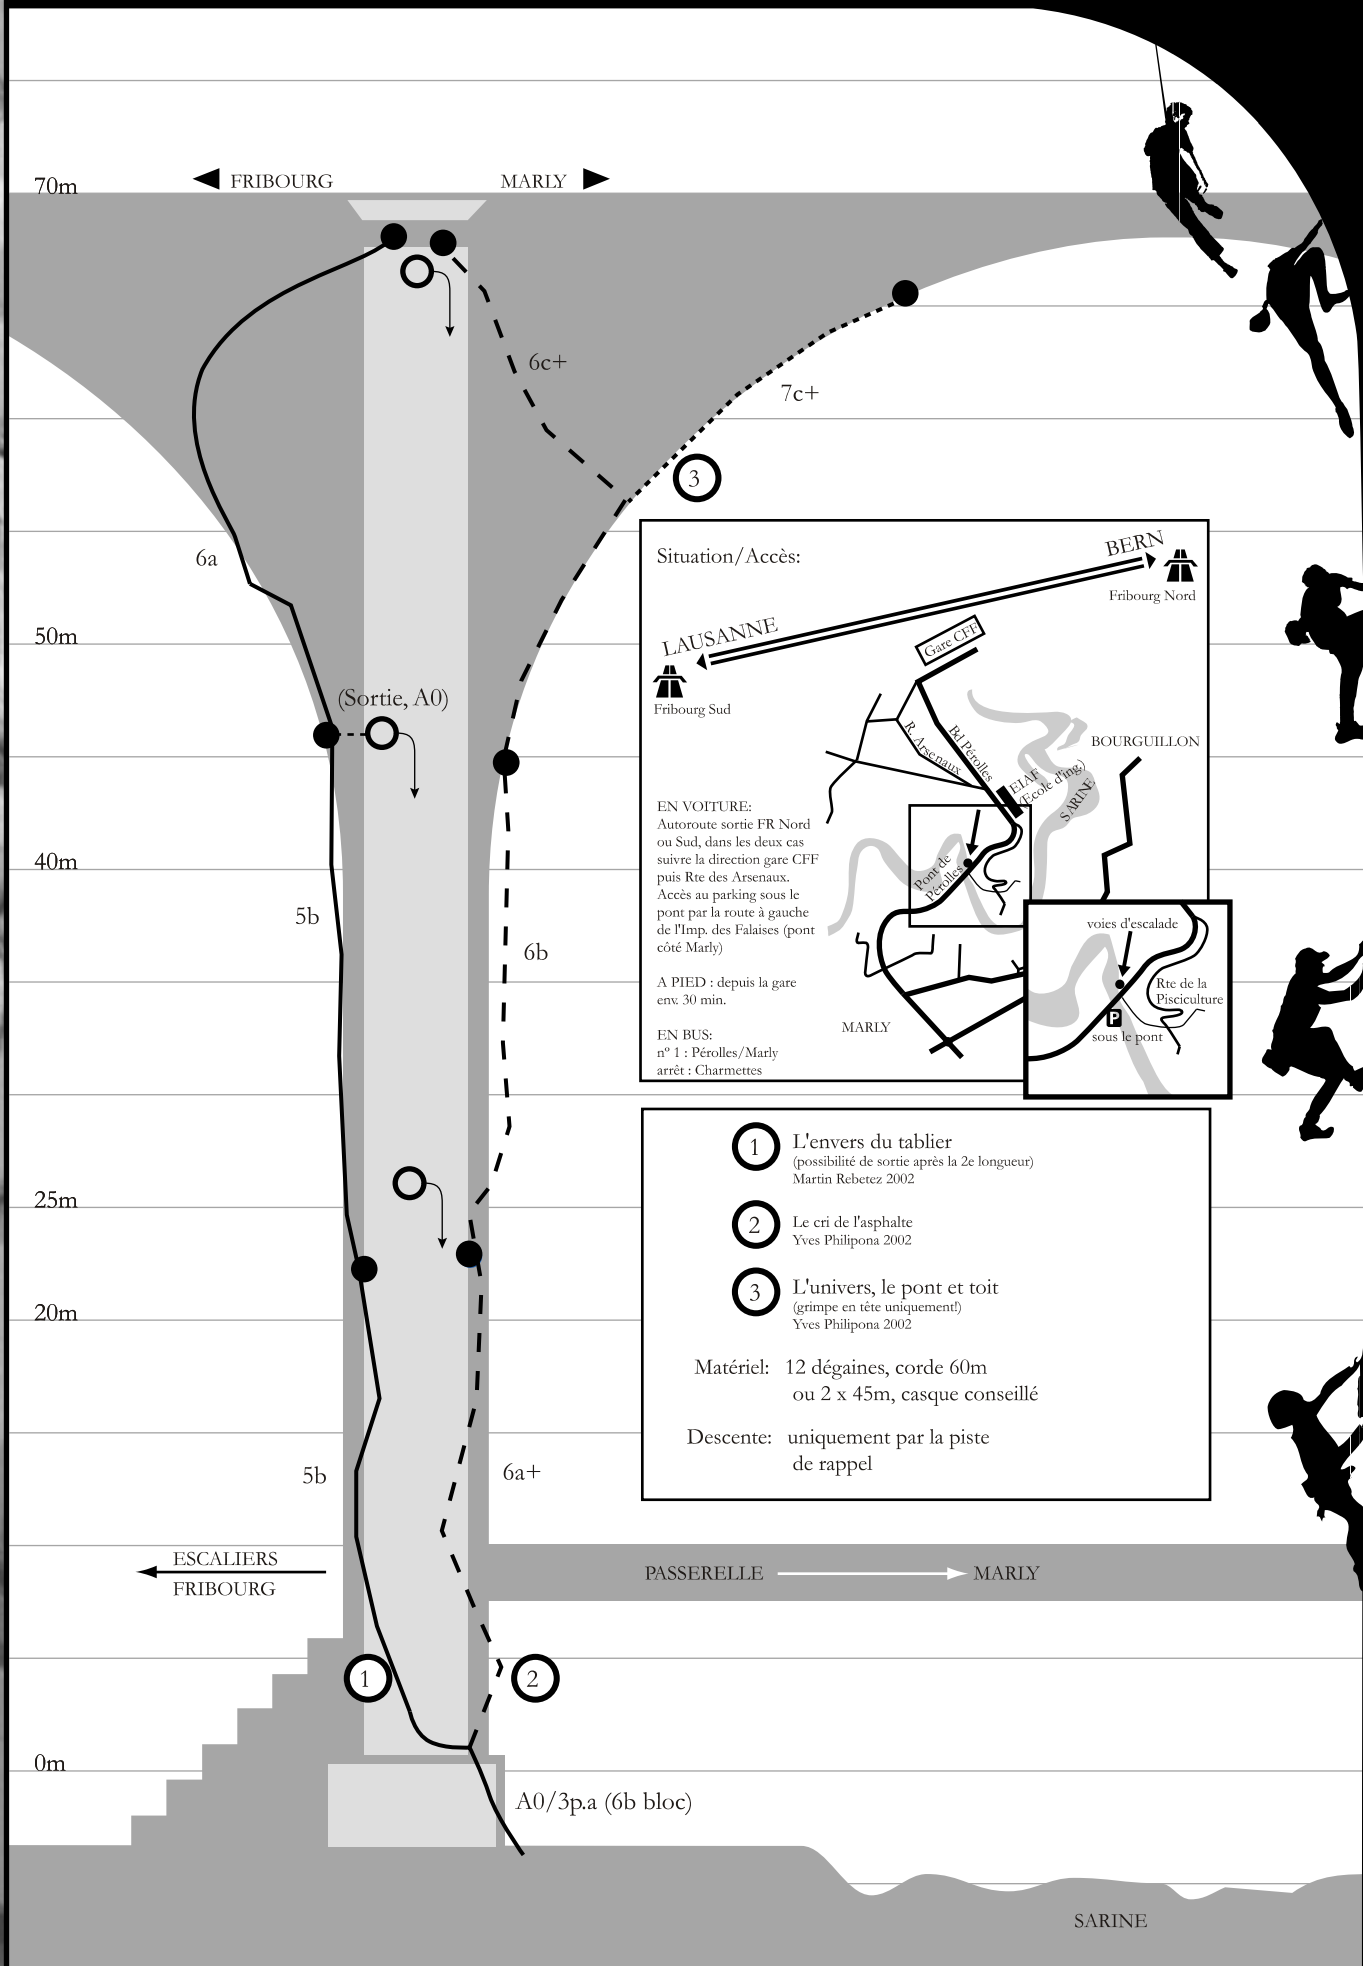 70m
FRIBOURG
MARLY
6c+
7c+
3
6a
50m
(Sortie, A0)
40m
5b
6b
25m
20m
5b
6a+
ESCALIERS
FRIBOURG
PASSERELLE
MARLY
1
2
0m
A0/3p.a (6b bloc)
SARINE
Situation/Accès:
BERN
Fribourg Nord
LAUSANNE
Fribourg Sud
Gare CFF
R. Arsenaux
Bd Pérolles
EIAF
(Ecole d'ing.)
SARINE
BOURGUILLON
Pont de
Pérolles
MARLY
EN VOITURE:
Autoroute sortie FR Nord
ou Sud, dans les deux cas
suivre la direction gare CFF
puis Rte des Arsenaux.
Accès au parking sous le
pont par la route à gauche
de l'Imp. des Falaises (pont
côté Marly)
A PIED : depuis la gare
env. 30 min.
EN BUS:
nº 1 : Pérolles/Marly
arrêt : Charmettes
voies d'escalade
Rte de la
Pisciculture
P
sous le pont
1
L'envers du tablier
(possibilité de sortie après la 2e longueur)
Martin Rebetez 2002
2
Le cri de l'asphalte
Yves Philipona 2002
3
L'univers, le pont et toit
(grimpe en tête uniquement!)
Yves Philipona 2002
Matériel: 12 dégaines, corde 60m
ou 2 x 45m, casque conseillé
Descente: uniquement par la piste
de rappel